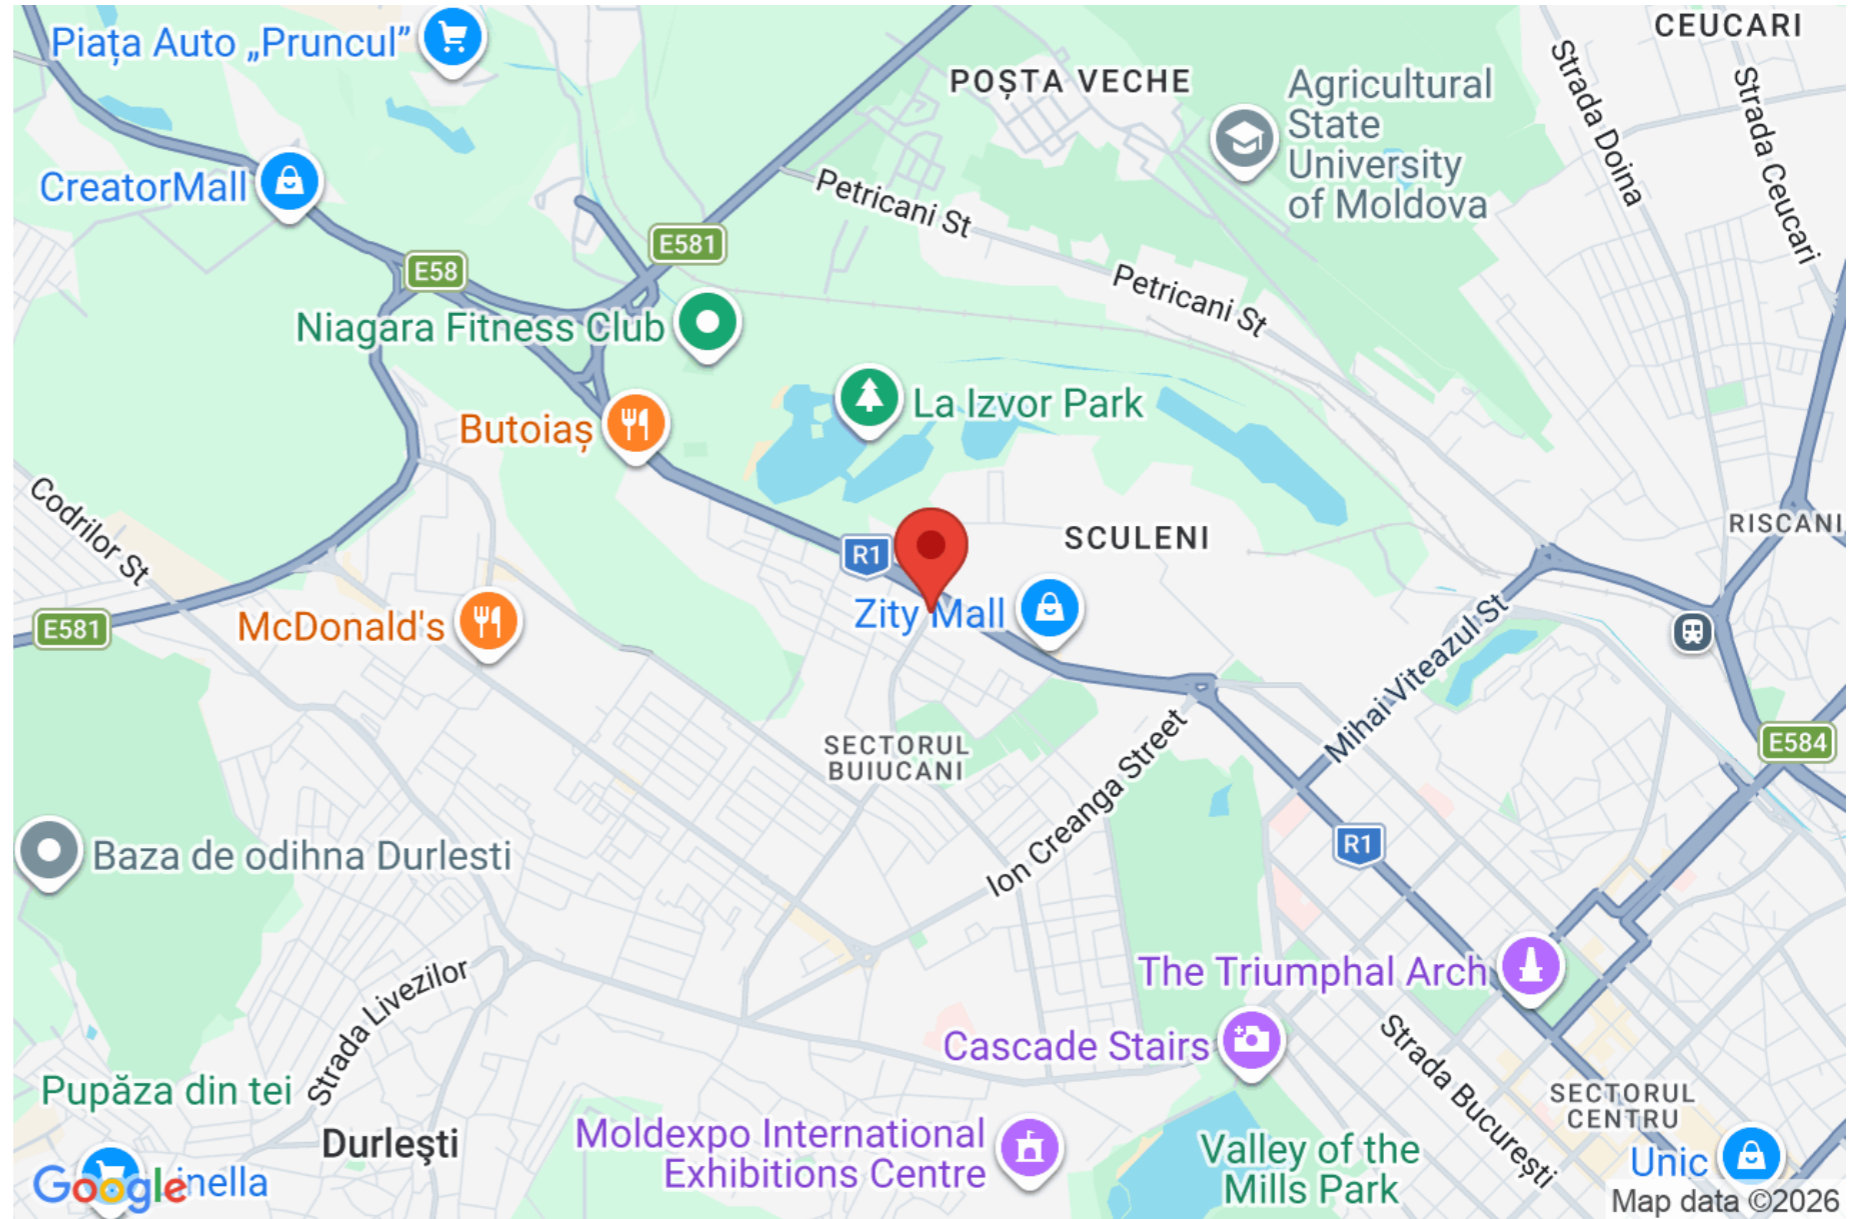 CEUCARI
Piața Auto „Pruncul”
POȘTA VECHE
Agricultural
State
University
of Moldova
Strada Doina
Strada Ceucari
CreatorMall
Petricani St
E581
E58
Petricani St
Niagara Fitness Club
La Izvor Park
Butoiaș
Codrilor St
RISCANI
SCULENI
R1
Zity Mall
E581
McDonald's
Mihai Viteazul St
E584
SECTORUL
BUIUCANI
Ion Creanga Street
R1
Baza de odihna Durlesti
The Triumphal Arch
Strada Livezilor
Cascade Stairs
Strada București
Pupăza din tei
SECTORUL
CENTRU
Durleşti
Moldexpo International
Exhibitions Centre
Valley of the
Mills Park
Unic
Google
nella
Map data ©2026